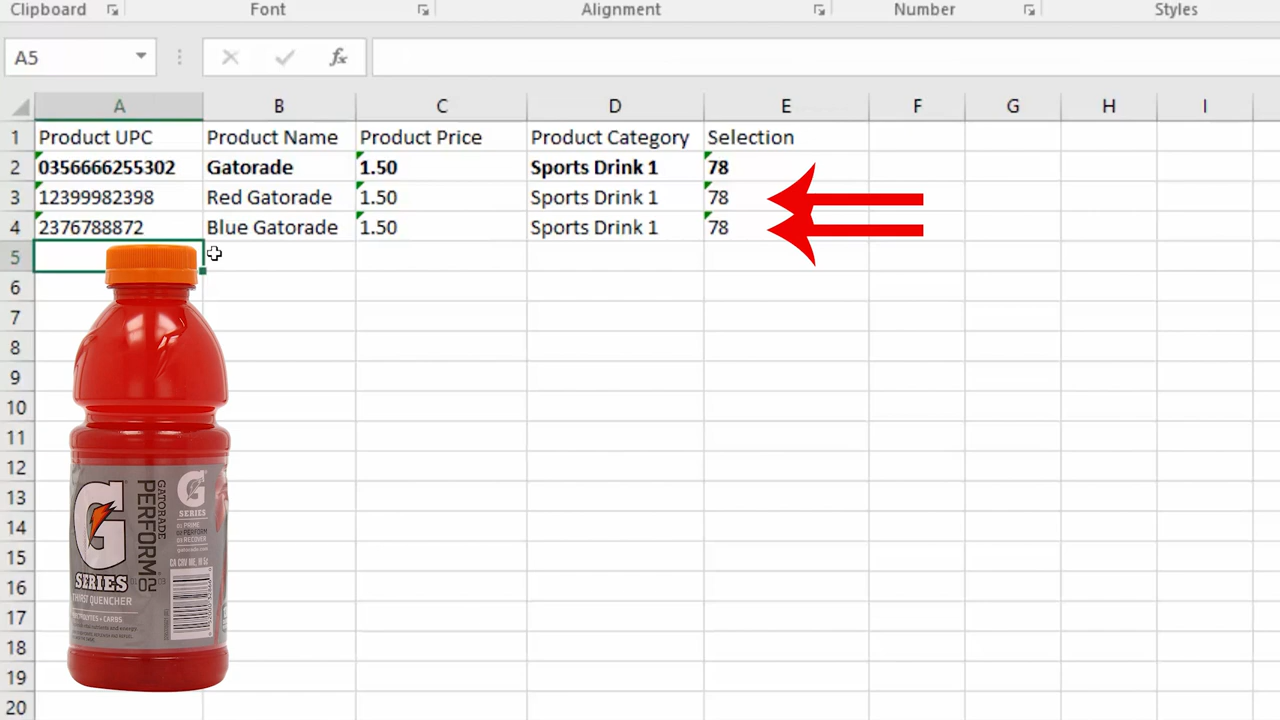 Clipboard Font Alignment Number Styles
A5 fx
A B C D E F G H I
1 Product UPC Product Name Product Price Product Category Selection
2 0356666255302 Gatorade 1.50 Sports Drink 1 78
3 12399982398 Red Gatorade 1.50 Sports Drink 1 78
4 2376788872 Blue Gatorade 1.50 Sports Drink 1 78
5
6
7
8
9
10
11
12
13
14
15
16
17
18
19
20
G
SERIES
THIRST QUENCHER
GATORADE
PERFORM 02
G
SERIES